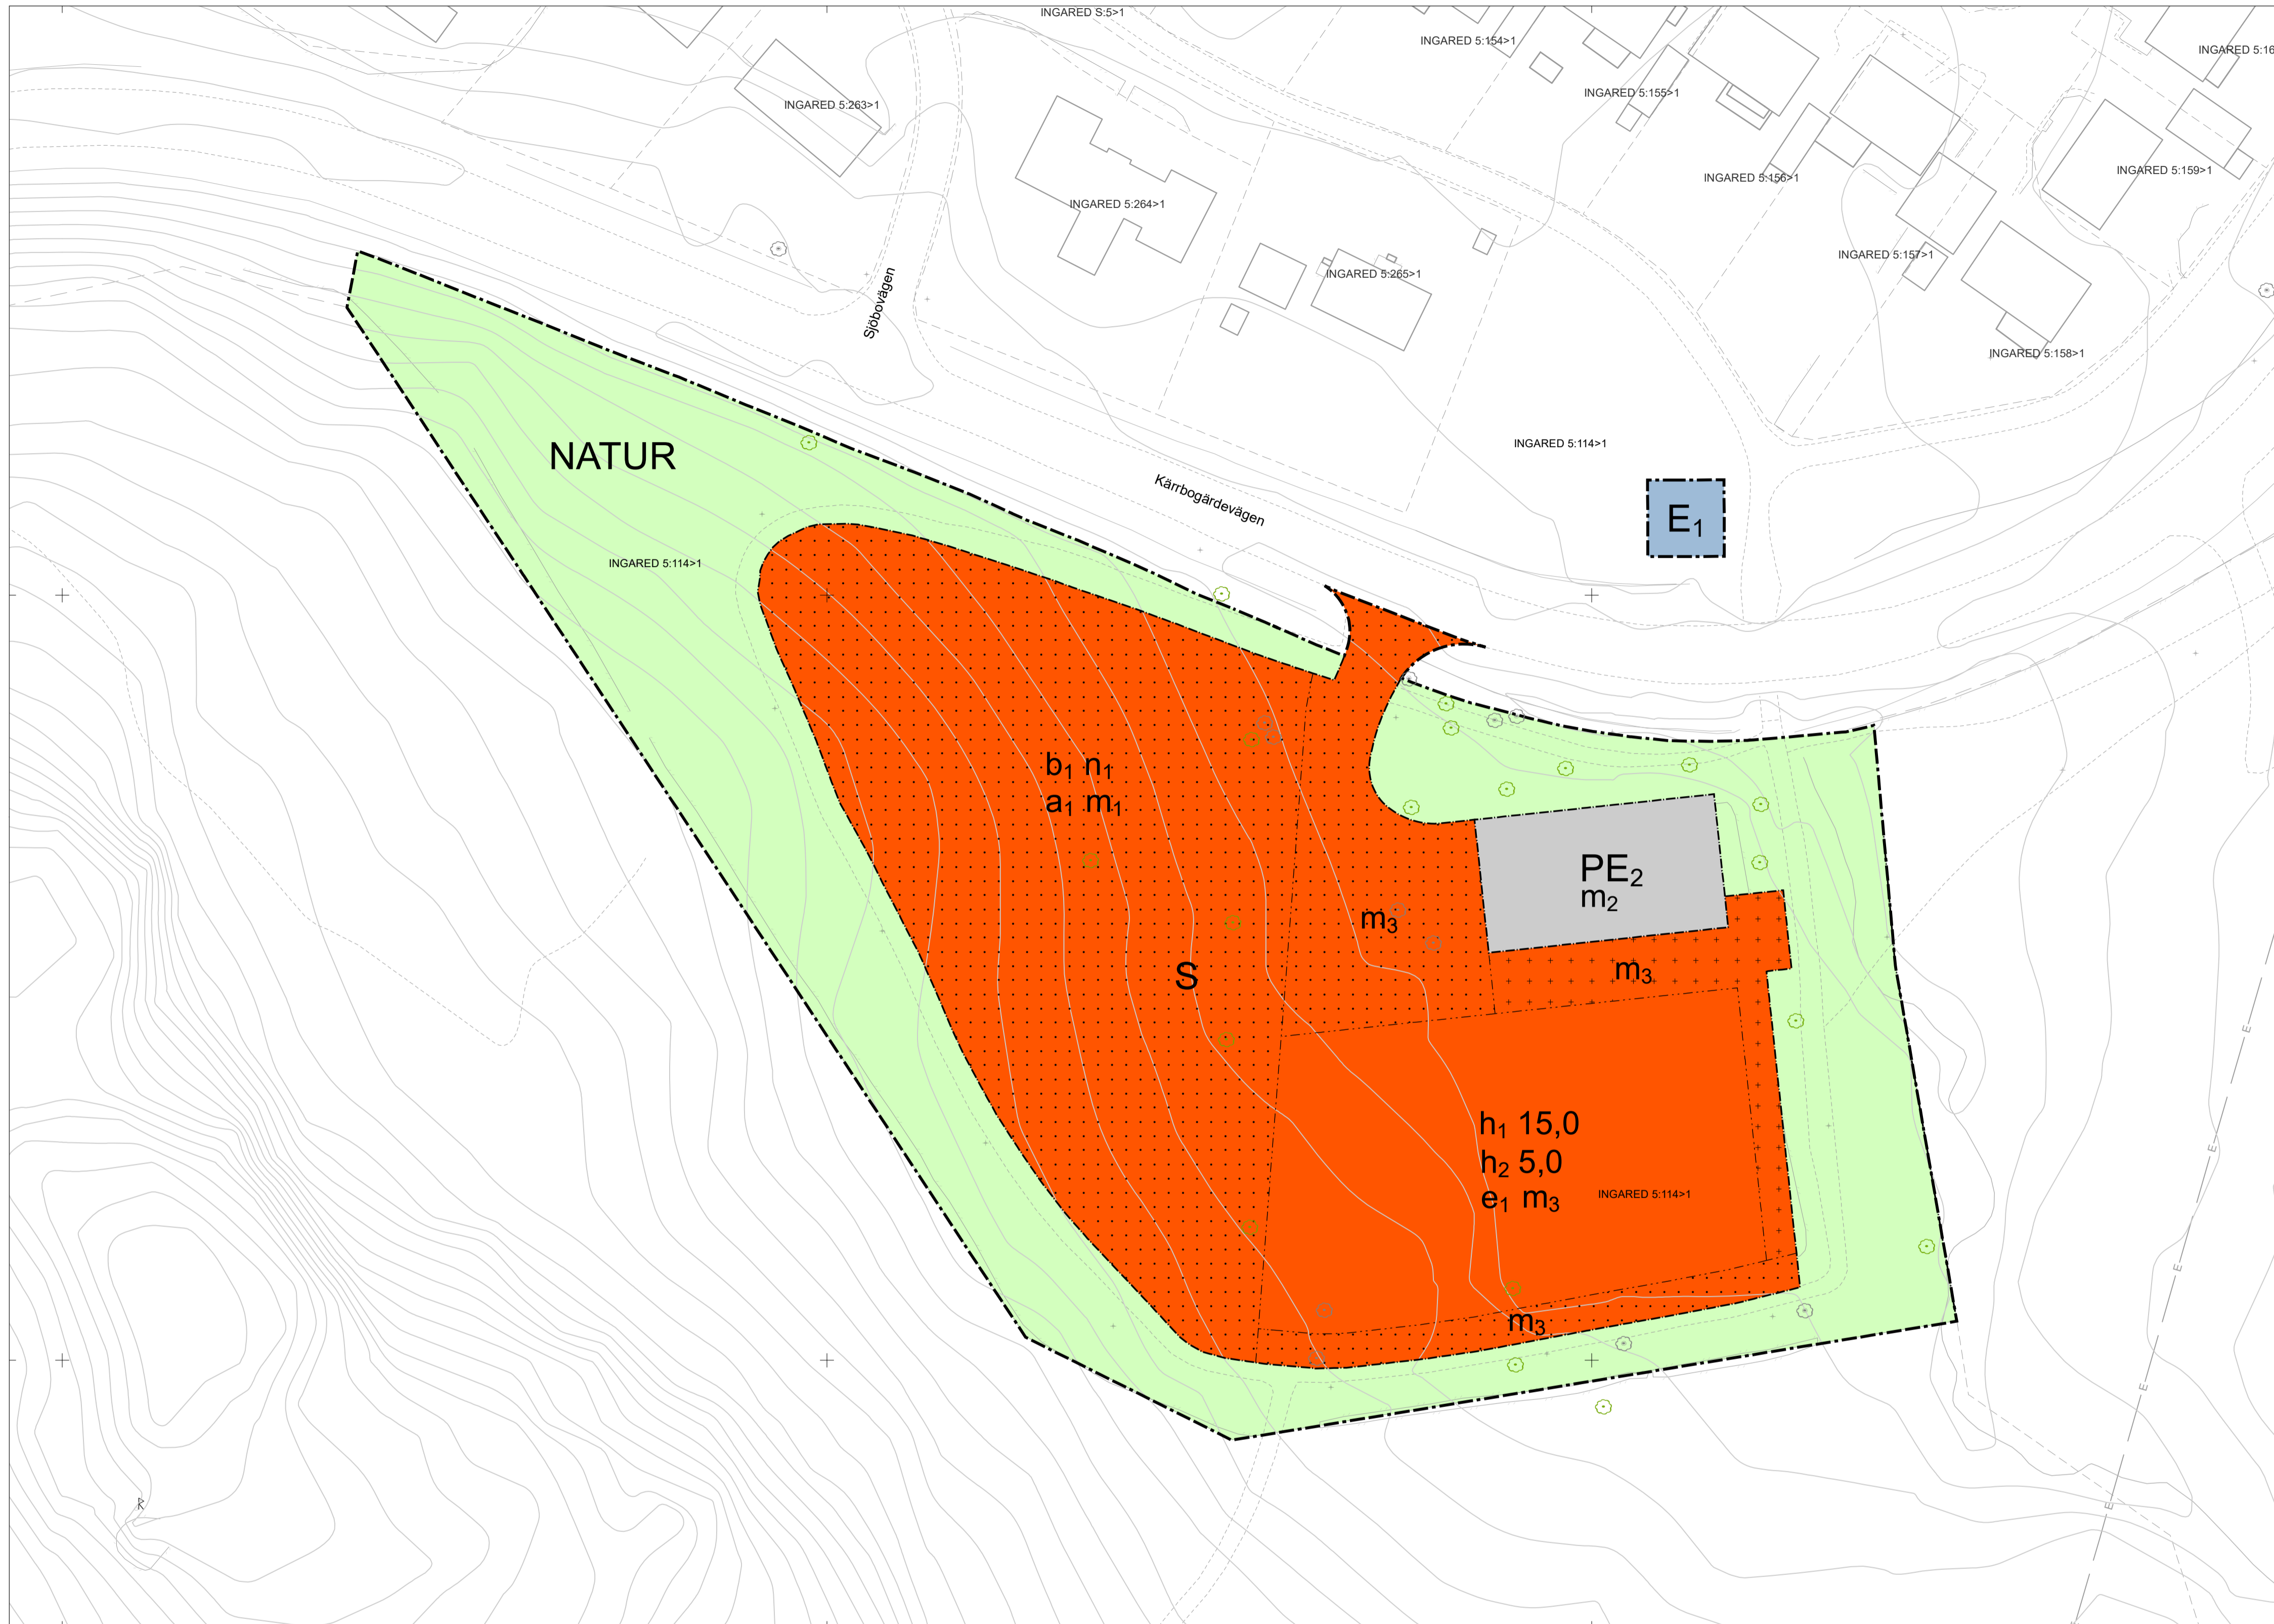 INGARED S:5>1
INGARED 5:154>1
INGARED 5:16
INGARED 5:155>1
INGARED 5:263>1
INGARED 5:159>1
INGARED 5:156>1
INGARED 5:264>1
INGARED 5:157>1
INGARED 5:265>1
Sjöbovägen
INGARED 5:158>1
INGARED 5:114>1
NATUR
Kärrbogärdevägen
E₁
INGARED 5:114>1
b₁ n₁
a₁ m₁
PE₂
m₂
m₃
S
m₃
E
h₁ 15,0
E
h₂ 5,0
e₁ m₃
INGARED 5:114>1
E
m₃
E
R
E
E